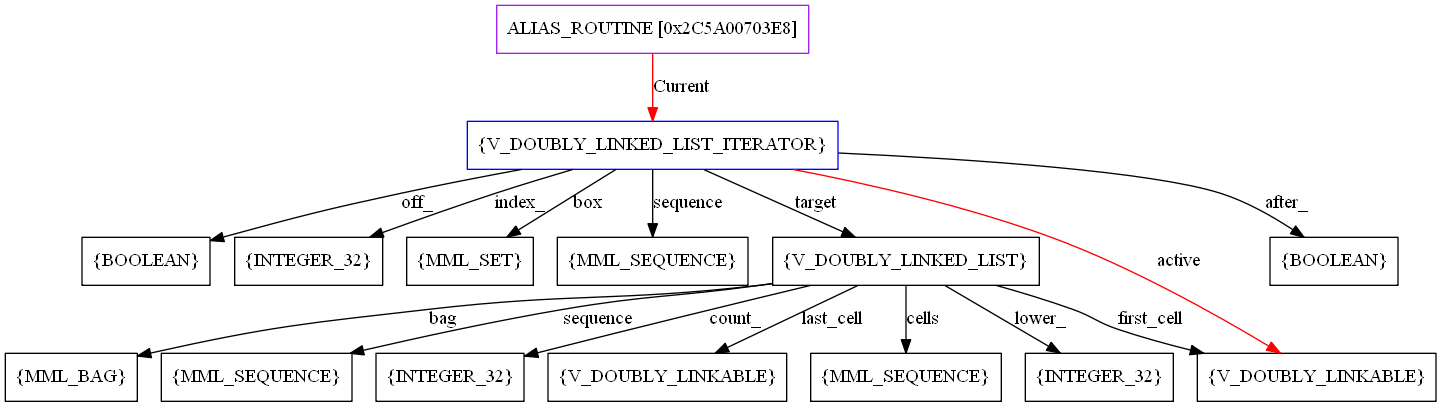 ALIAS_ROUTINE [0x2C5A00703E8]
Current
{V_DOUBLY_LINKED_LIST_ITERATOR}
off_
index_
box
sequence
target
after_
{BOOLEAN}
{INTEGER_32}
{MML_SET}
{MML_SEQUENCE}
{V_DOUBLY_LINKED_LIST}
active
{BOOLEAN}
bag
sequence
count_
last_cell
cells
lower_
first_cell
{MML_BAG}
{MML_SEQUENCE}
{INTEGER_32}
{V_DOUBLY_LINKABLE}
{MML_SEQUENCE}
{INTEGER_32}
{V_DOUBLY_LINKABLE}